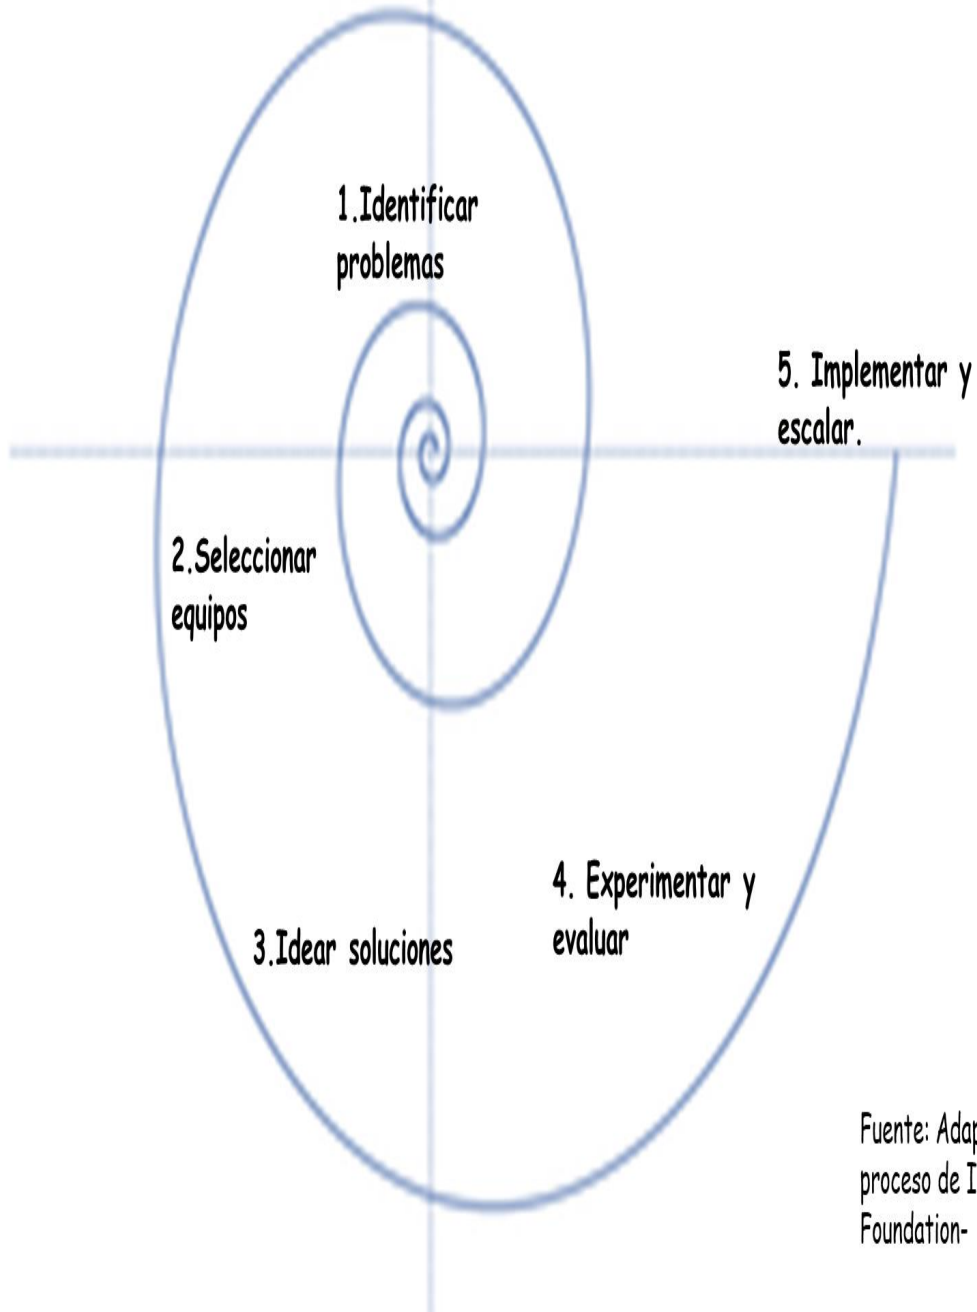 1.Identificar
problemas
5. Implementar y
escalar.
2.Seleccionar
equipos
4. Experimentar y
evaluar
3.Idear soluciones
Fuente:
proceso de
Foundation-